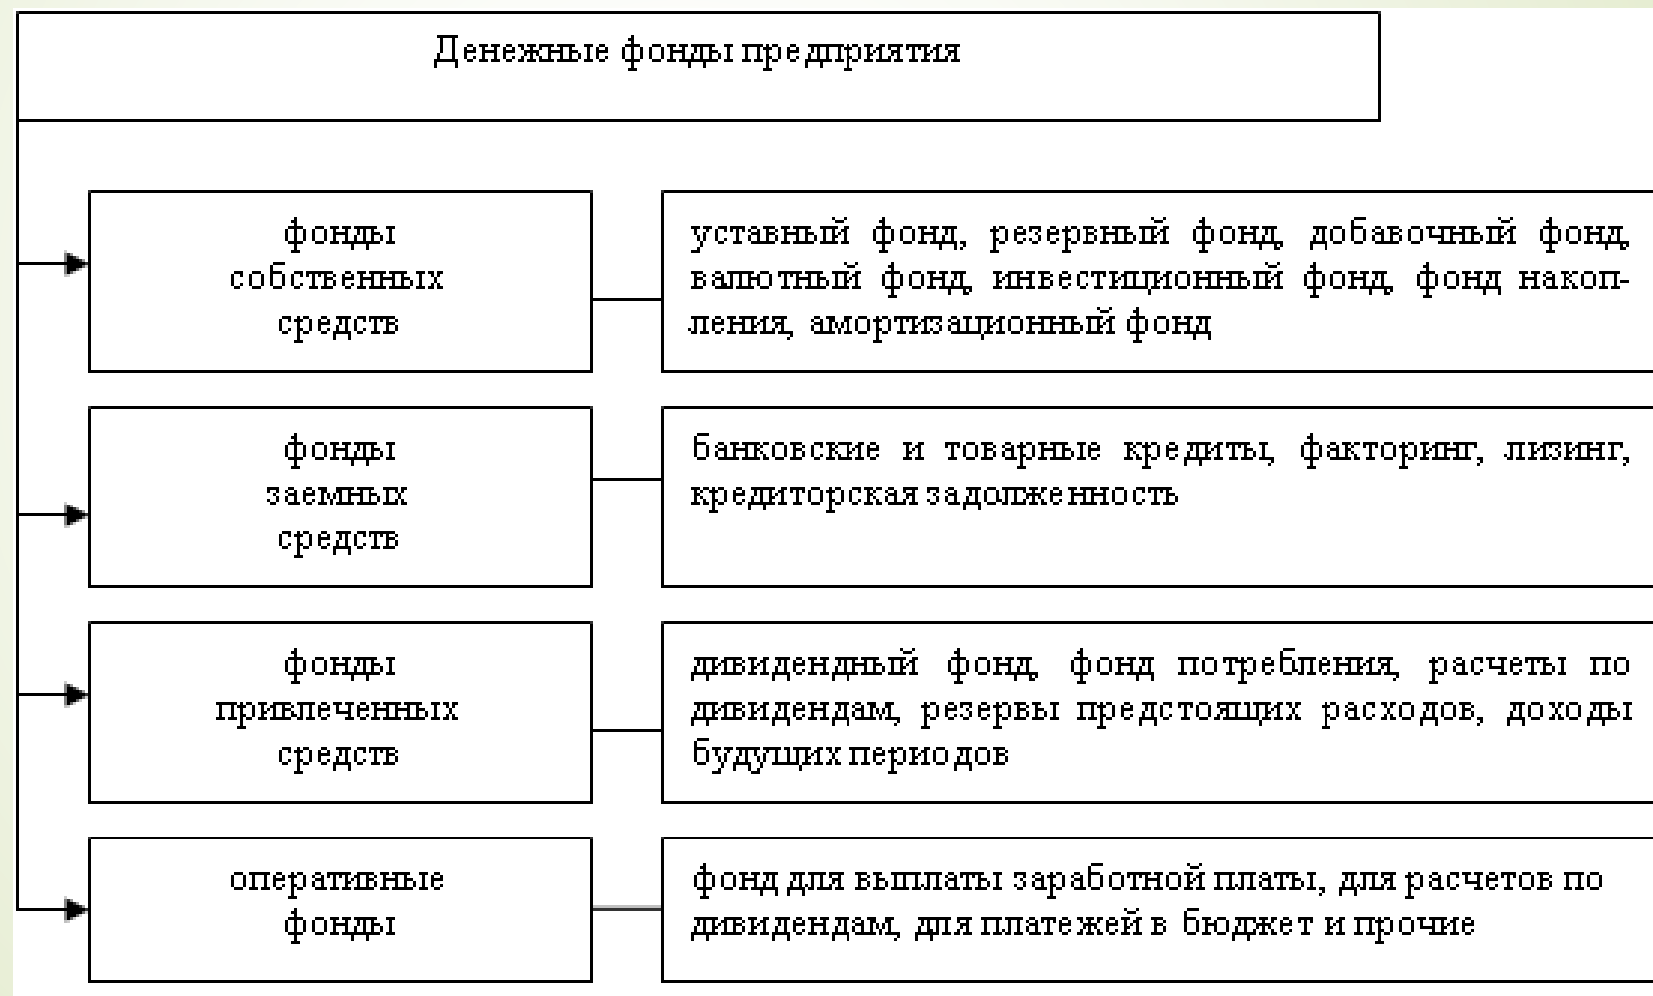 Денежные фонды предприятия
фонды
собственных
средств
уставный фонд, резервный фонд, добавочный фонд,
валютный фонд, инвестиционный фонд, фонд накоп-
ления, амортизационный фонд
фонды
заемных
средств
банковские и товарные кредиты, факторинг, лизинг,
кредиторская задолженность
фонды
привлеченных
средств
дивидендный фонд, фонд потребления, расчеты по
дивидендам, резервы предстоящих расходов, доходы
будущих периодов
оперативные
фонды
фонд для выплаты заработной платы, для расчетов по
дивидендам, для платежей в бюджет и прочие